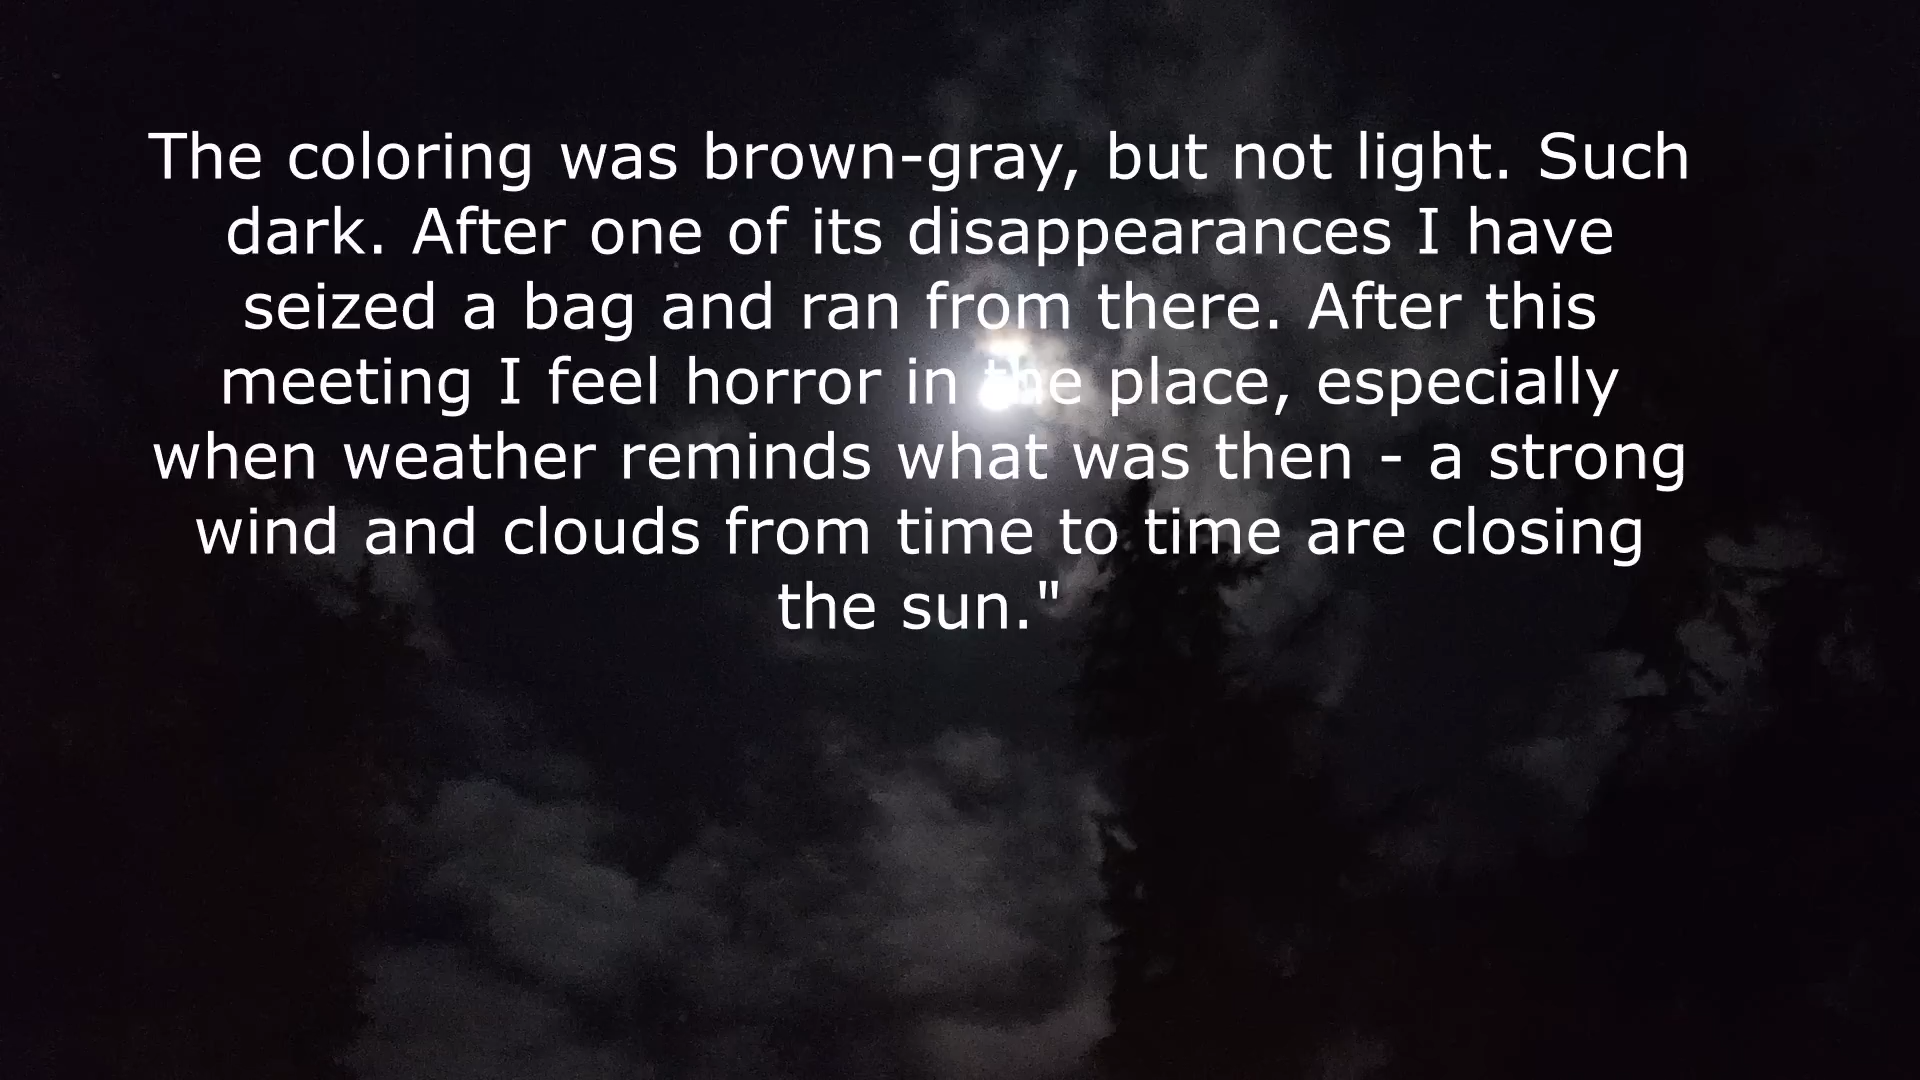 The coloring was brown-gray, but not light. Such
dark. After one of its disappearances I have
seized a bag and ran from there. After this
meeting I feel horror in the place, especially
when weather reminds what was then - a strong
wind and clouds from time to time are closing
the sun."